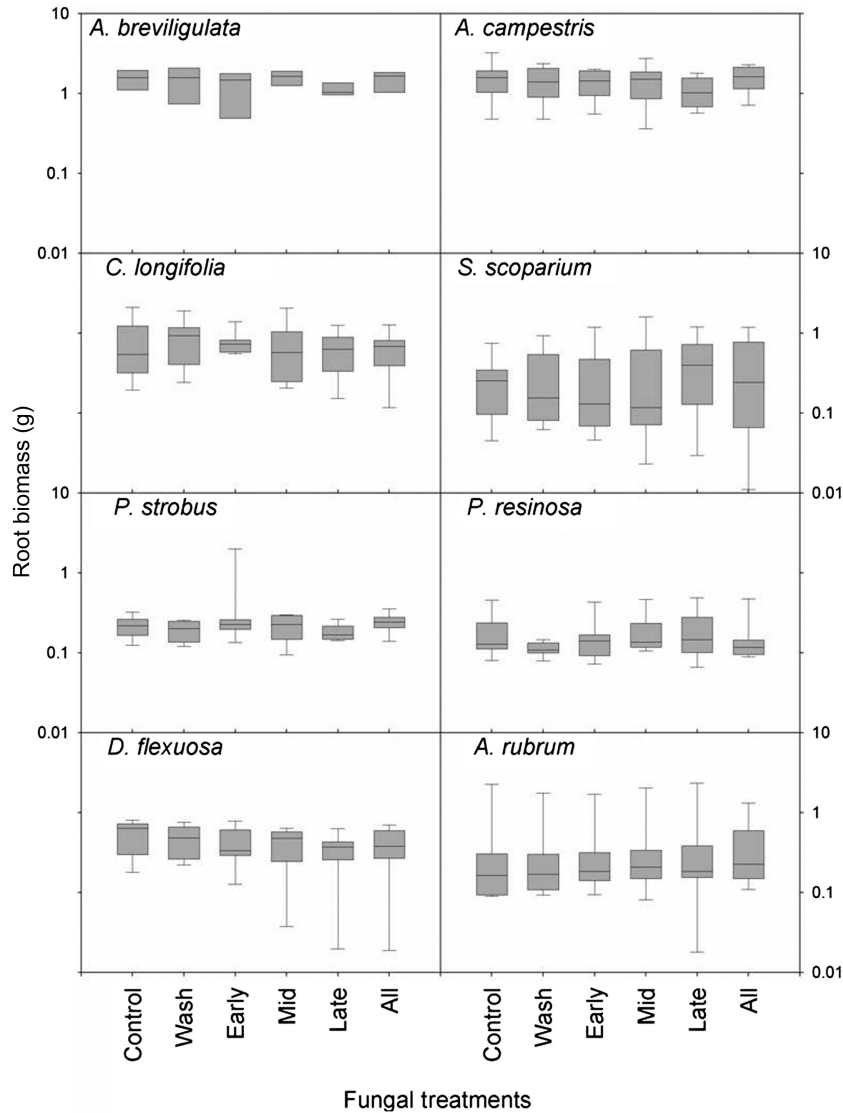 10
A. breviligulata
A. campestris
1
0.1
0.01
10
C. longifolia
S. scoparium
1
0.1
10
0.01
P. strobus
P. resinosa
1
0.1
0.01
10
D. flexuosa
A. rubrum
1
0.1
0.01
Root biomass (g)
Control
Wash
Early
Mid
Late
All
Control
Wash
Early
Mid
Late
All
Fungal treatments